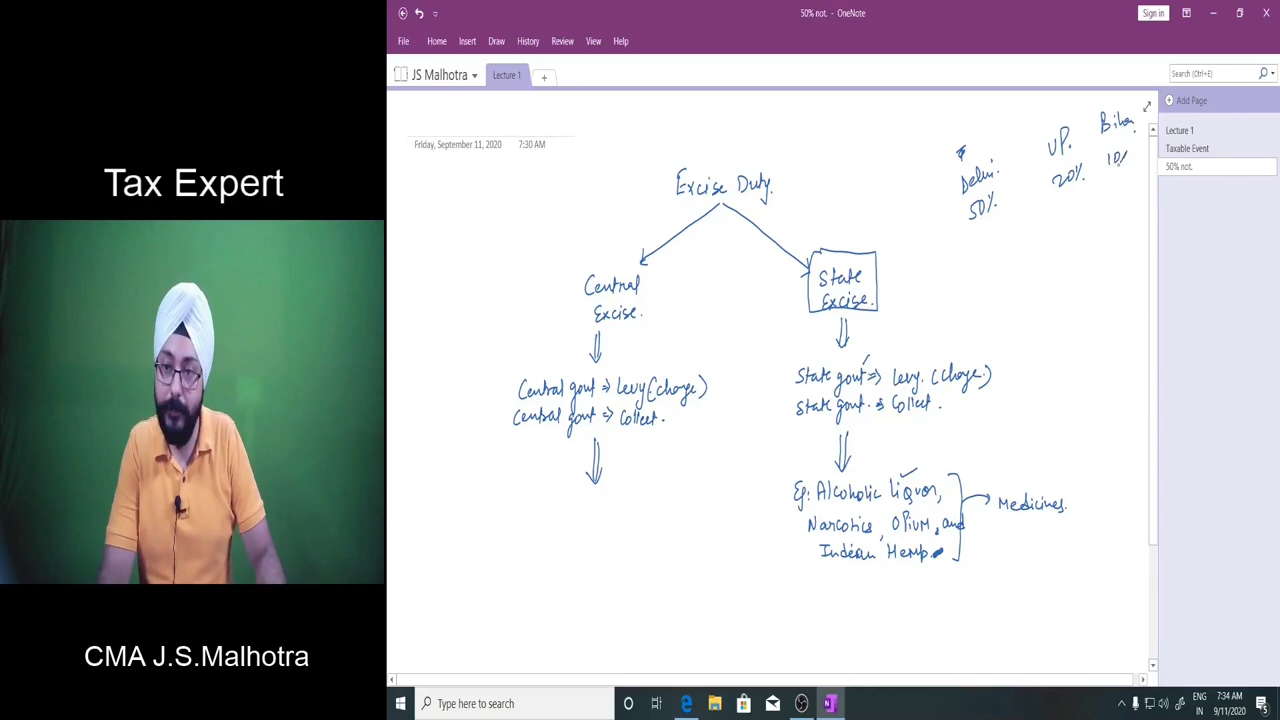 50% not. - OneNote
Sign in
File Home Insert Draw History Review View Help
JS Malhotra
Lecture 1
Search (Ctrl+E)
Add Page
Lecture 1
Taxable Event
50% not.
Friday, September 11, 2020 7:30 AM
Delhi. UP. Bihar
50% 20% 10%
Excise Duty.
Central
Excise.
State
Excise.
Central govt ⇒ Levy (charge)
Central govt ⇒ Collect.
State govt ⇒ Levy. (Charge.)
State govt. ⇒ Collect.
Eg: Alcoholic Liquor,
Narcotics, Opium, and
Indian Hemp.
Medicines.
Tax Expert
CMA J.S.Malhotra
Type here to search
ENG
IN
7:34 AM
9/11/2020
5